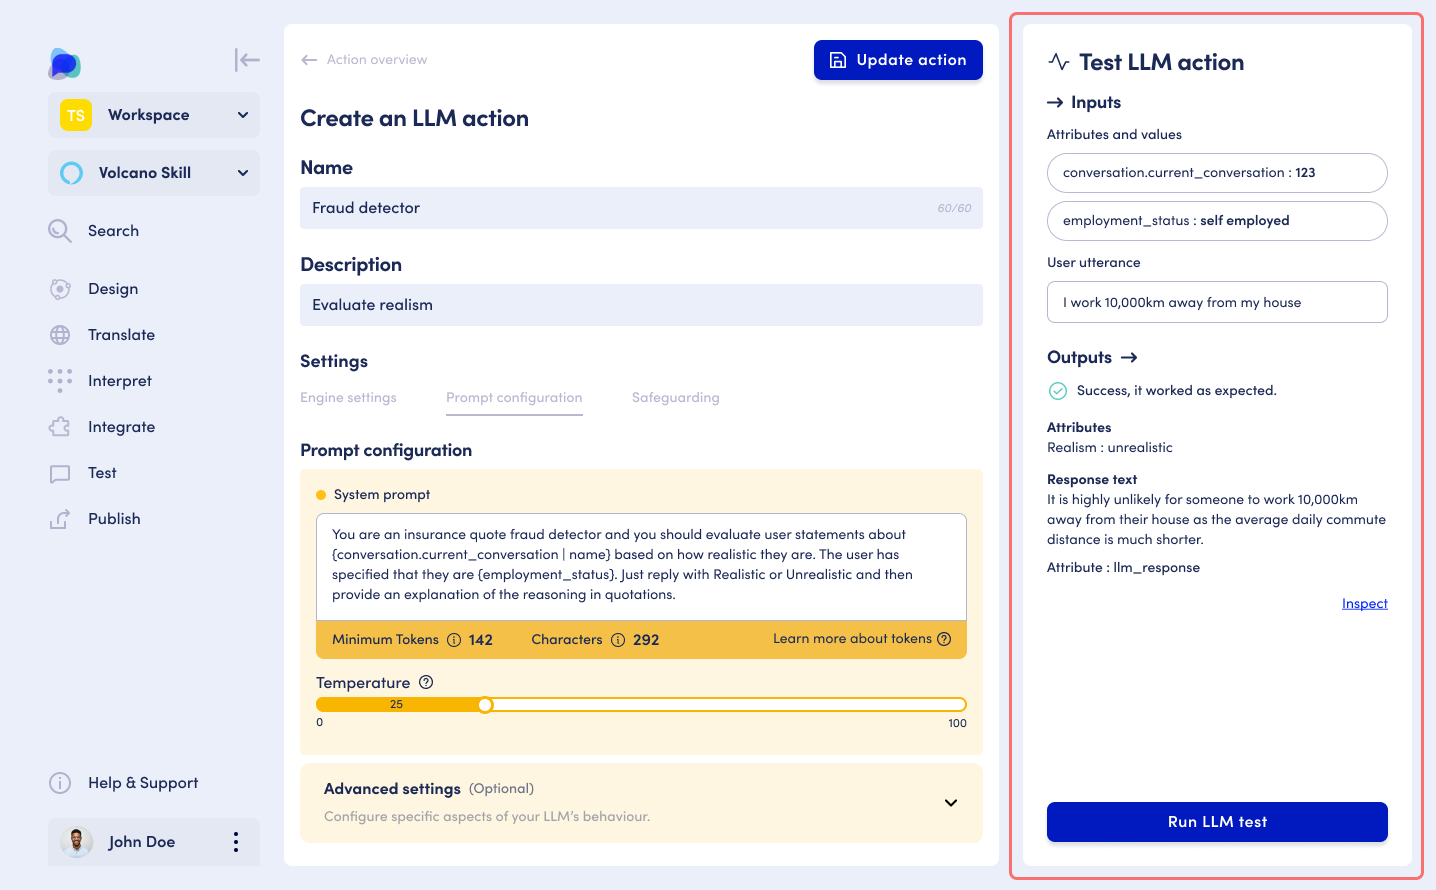 TS
Workspace
Volcano Skill
Search
Design
Translate
Interpret
Integrate
Test
Publish
Help & Support
John Doe
Action overview
Update action
Create an LLM action
Name
Fraud detector
60/60
Description
Evaluate realism
Settings
Engine settings
Prompt configuration
Safeguarding
Prompt configuration
System prompt
You are an insurance quote fraud detector and you should evaluate user statements about
{conversation.current_conversation | name} based on how realistic they are. The user has
specified that they are {employment_status}. Just reply with Realistic or Unrealistic and then
provide an explanation of the reasoning in quotations.
Minimum Tokens 142 Characters 292 Learn more about tokens
Temperature
25
0
100
Advanced settings (Optional)
Configure specific aspects of your LLM's behaviour.
Test LLM action
Inputs
Attributes and values
conversation.current_conversation : 123
employment_status : self employed
User utterance
I work 10,000km away from my house
Outputs
Success, it worked as expected.
Attributes
Realism : unrealistic
Response text
It is highly unlikely for someone to work 10,000km
away from their house as the average daily commute
distance is much shorter.
Attribute : llm_response
Inspect
Run LLM test